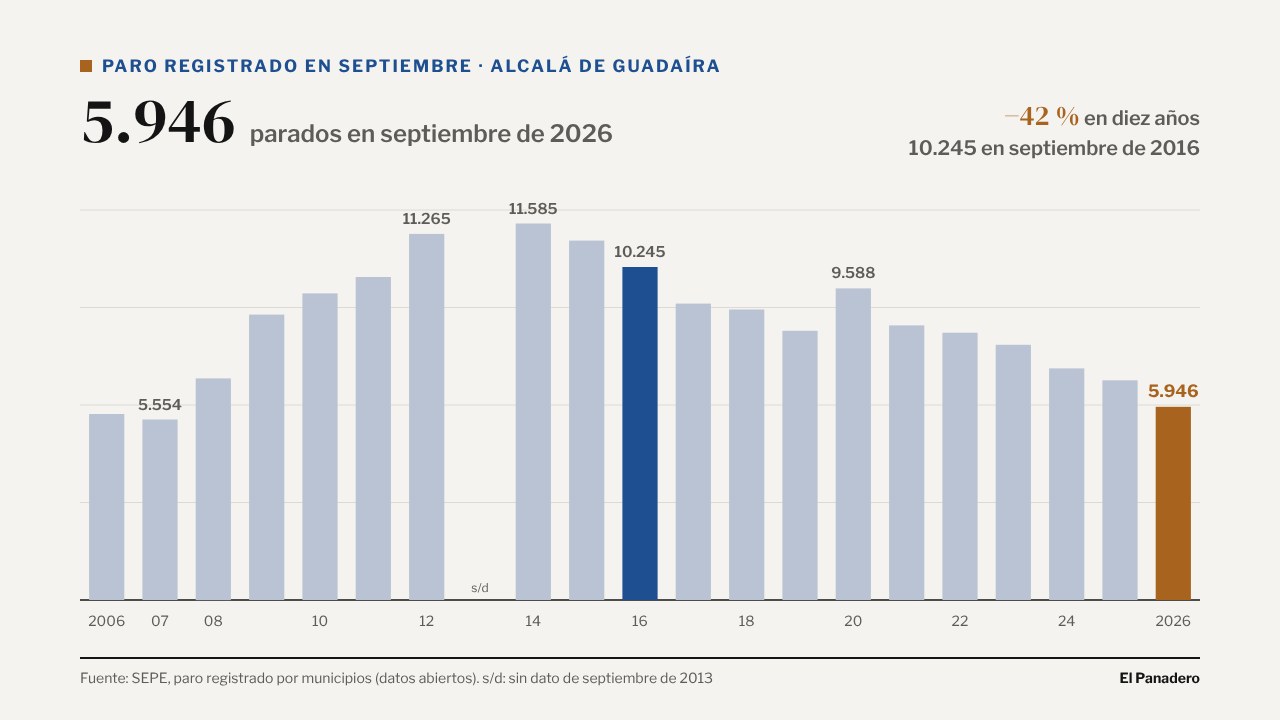 PARO REGISTRADO EN SEPTIEMBRE · ALCALÁ DE GUADAÍRA
5.946 parados en septiembre de 2026
−42 % en diez años
10.245 en septiembre de 2016
11.265
11.585
10.245
9.588
5.554
5.946
s/d
2006 07 08 10 12 14 16 18 20 22 24 2026
Fuente: SEPE, paro registrado por municipios (datos abiertos). s/d: sin dato de septiembre de 2013
El Panadero